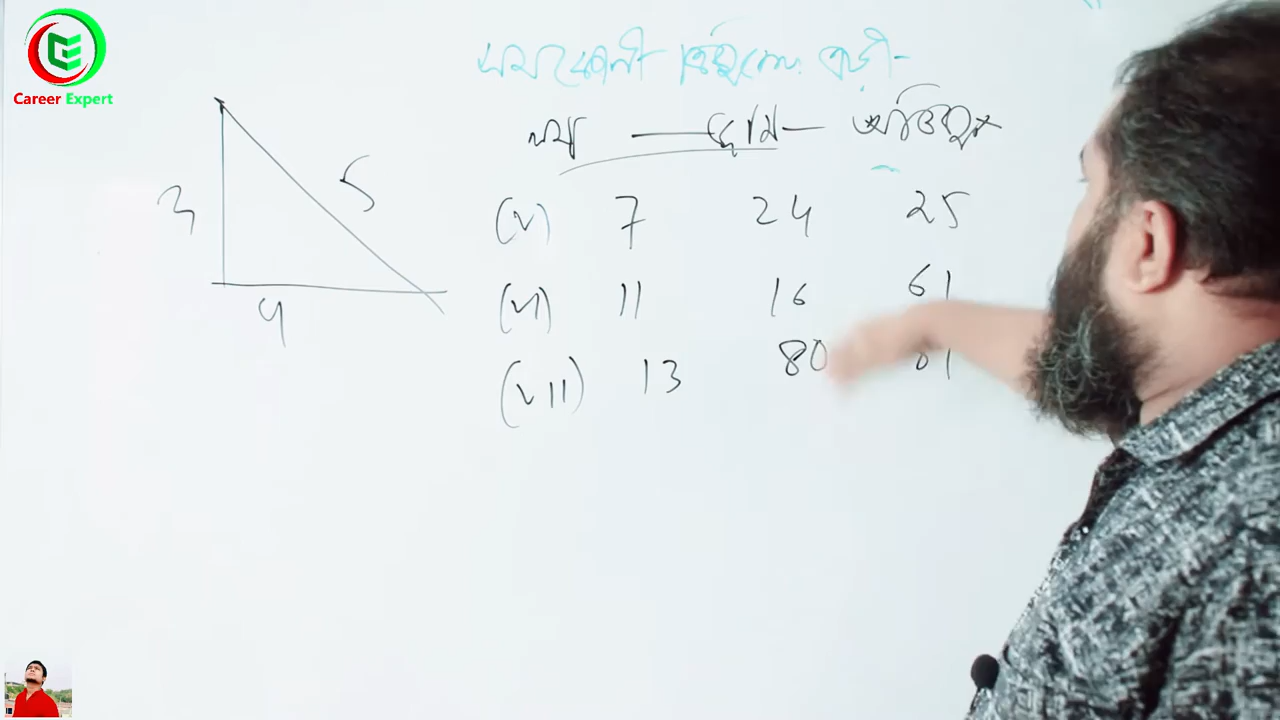 Career Expert
সমকোণী ত্রিভুজের
লম্ব — ভূমি — অতিভুজ
3 5
4
(V) 7 24 25
(VI) 11 16 61
(VII) 13 80